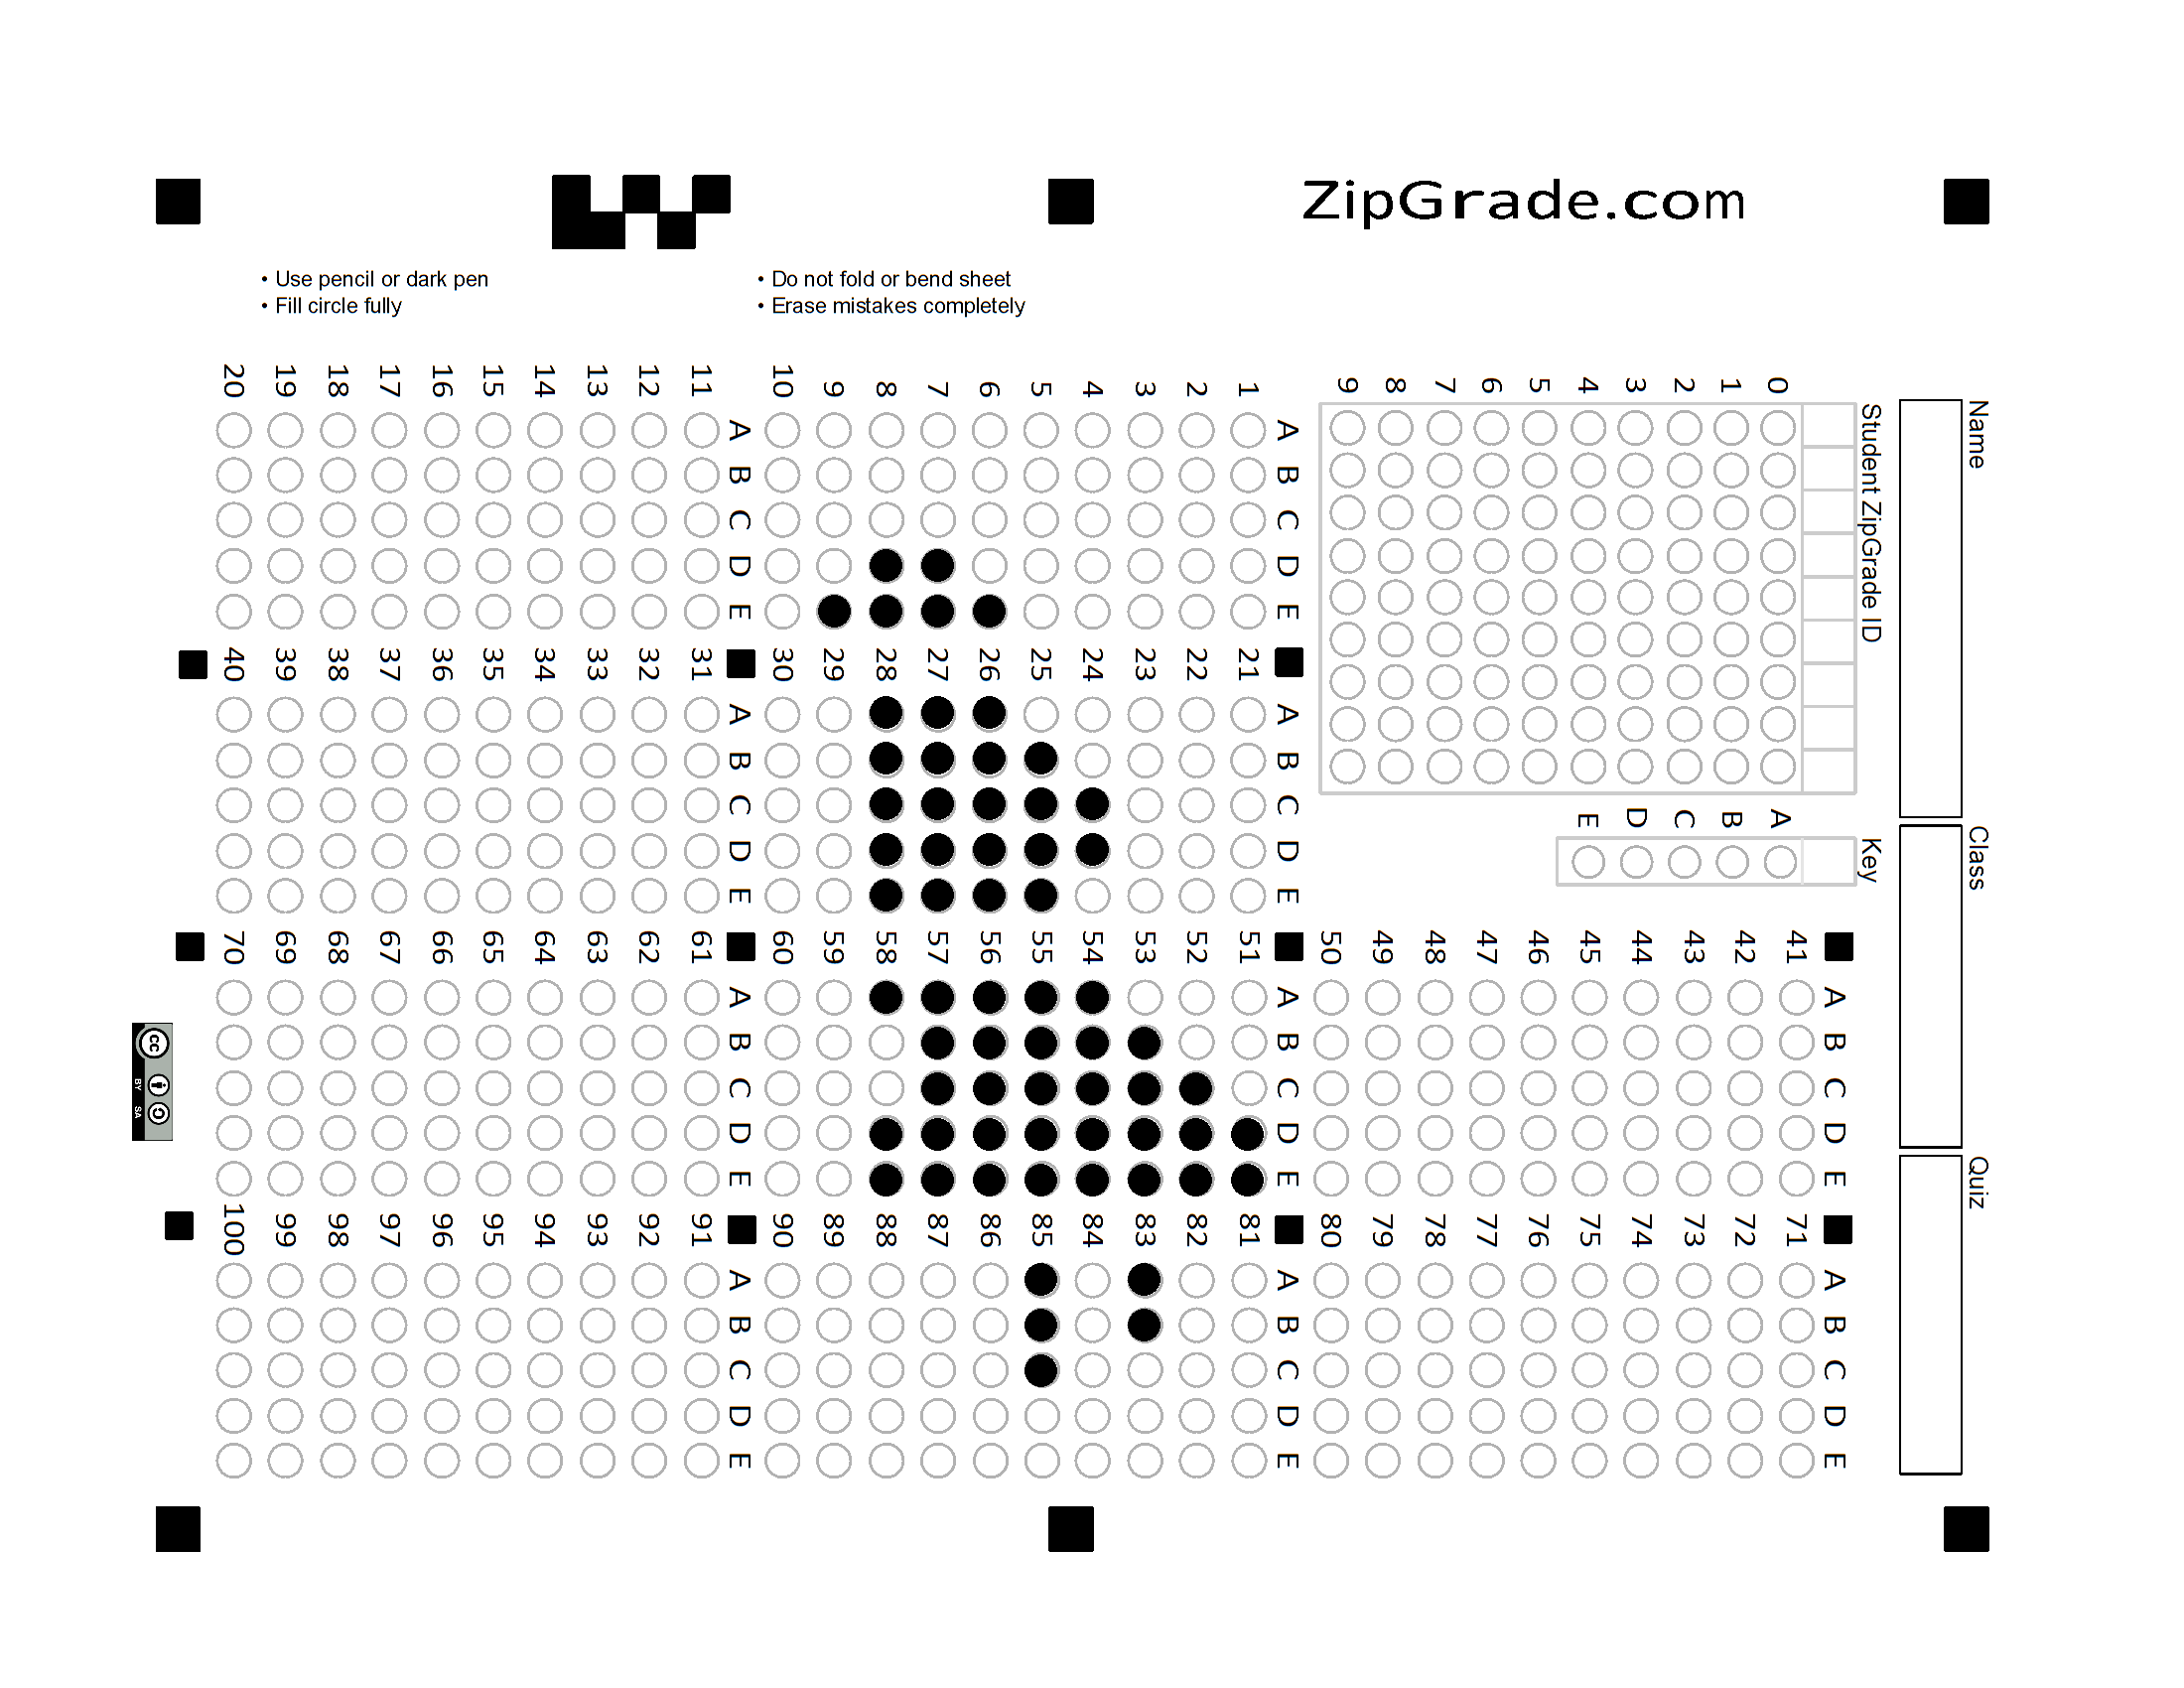 ZipGrade.com
• Use pencil or dark pen
• Fill circle fully
• Do not fold or bend sheet
• Erase mistakes completely
20 19 18 17 16 15 14 13 12 11 10 9 8 7 6 5 4 3 2 1
A A
B B
C C
D D
E E
9 8 7 6 5 4 3 2 1 0
Student ZipGrade ID
Name
40 39 38 37 36 35 34 33 32 31 30 29 28 27 26 25 24 23 22 21
A A
B B
C C
D D
E E
E D C B A
Key
Class
70 69 68 67 66 65 64 63 62 61 60 59 58 57 56 55 54 53 52 51 50 49 48 47 46 45 44 43 42 41
A A A
B B B
C C C
D D D
E E E
Quiz
cc
BY SA
100 99 98 97 96 95 94 93 92 91 90 89 88 87 86 85 84 83 82 81 80 79 78 77 76 75 74 73 72 71
A A A
B B B
C C C
D D D
E E E